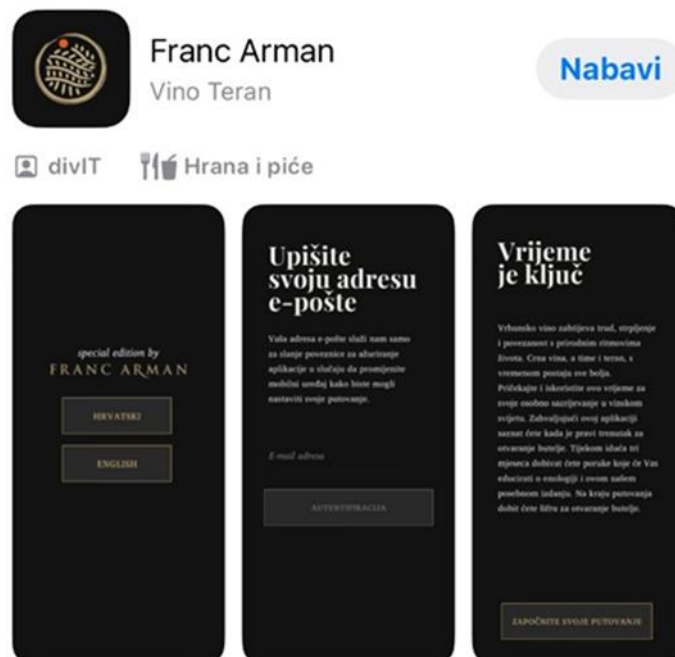 Franc Arman
Vino Teran
Nabavi
divIT
Hrana i piće
special edition by
FRANC ARMAN
HRVATSKI
ENGLISH
Upišite
svoju adresu
e-pošte
Vaša adresa e-pošte služi nam samo
za slanje poveznice za ažuriranje
aplikacije u slučaju da promijenite
mobilni uređaj kako biste mogli
nastaviti svoje putovanje.
E-mail adresa
AUTENTIFIKACIJA
Vrijeme
je ključ
Vrhunsko vino zahtijeva trud, strpljenje
i povezanost s prirodnim ritmovima
života. Crna vina, a time i teran, s
vremenom postaju sve bolja.
Pričekajte i iskoristite ovo vrijeme za
svoje osobno sazrijevanje u vinskom
svijetu. Zahvaljujući ovoj aplikaciji
saznat ćete kada je pravi trenutak za
otvaranje butelje. Tijekom iduća tri
mjeseca dobivat ćete poruke koje će Vas
educirati o enologiji i ovom našem
posebnom izdanju. Na kraju putovanja
dobit ćete šifru za otvaranje butelje.
ZAPOČNITE SVOJE PUTOVANJE